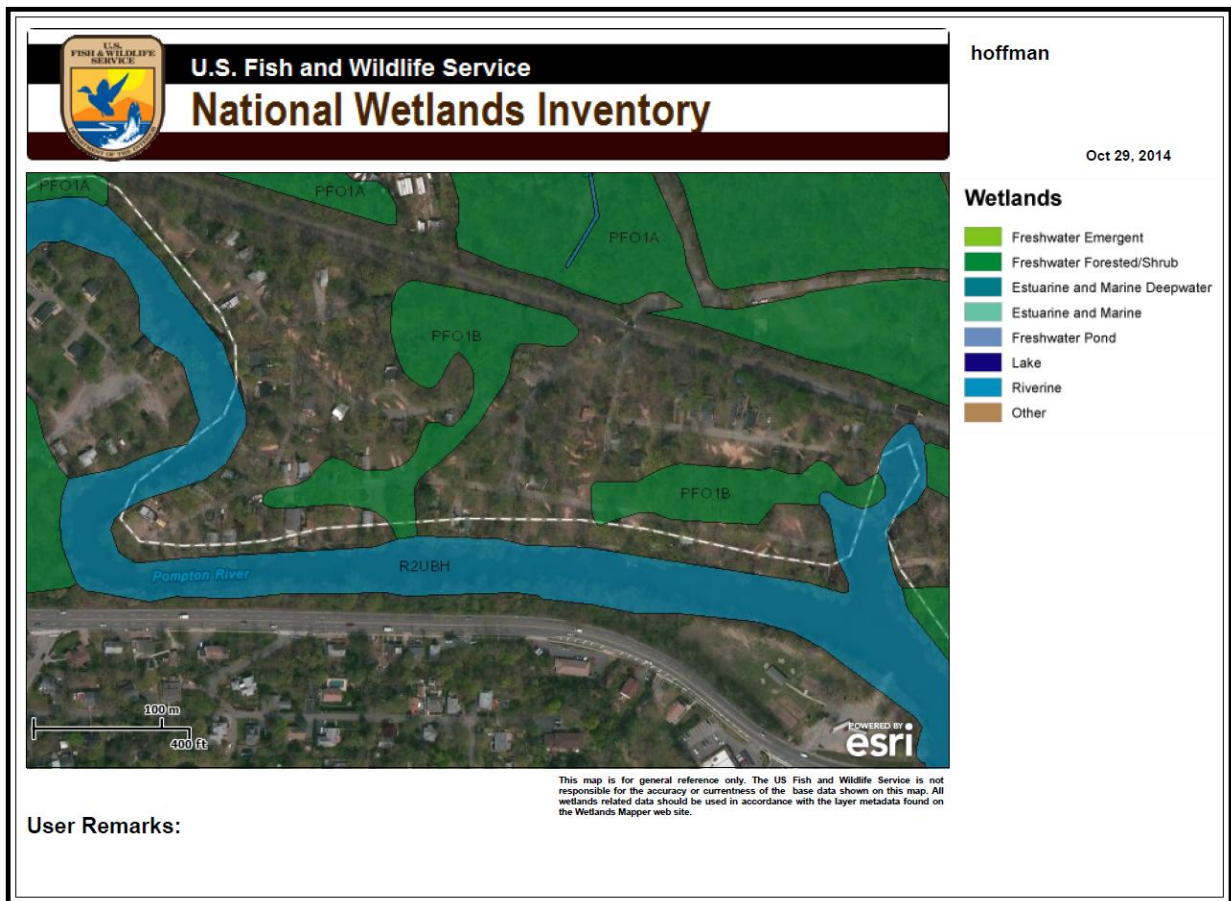 U.S.
FISH & WILDLIFE
SERVICE
DEPARTMENT OF THE INTERIOR
U.S. Fish and Wildlife Service
National Wetlands Inventory
hoffman
Oct 29, 2014
Wetlands
Freshwater Emergent
Freshwater Forested/Shrub
Estuarine and Marine Deepwater
Estuarine and Marine
Freshwater Pond
Lake
Riverine
Other
PFO1A
PFO1A
PFO1A
PFO1B
PFO1B
R2UBH
Pompton River
100 m
400 ft
POWERED BY
esri
This map is for general reference only. The US Fish and Wildlife Service is not
responsible for the accuracy or currentness of the base data shown on this map. All
wetlands related data should be used in accordance with the layer metadata found on
the Wetlands Mapper web site.
User Remarks: